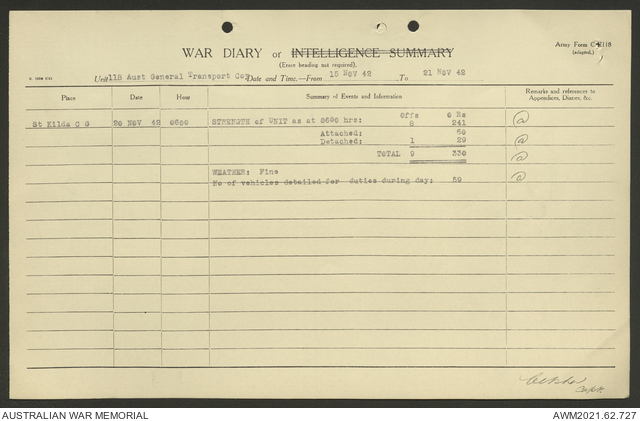 WAR DIARY or INTELLIGENCE SUMMARY
Army Form C 2118
(adapted.)
(Erase heading not required).
Unit 118 Aust General Transport Coy Date and Time.—From 15 Nov 42 To 21 Nov 42
Place Date Hour Summary of Events and Information Remarks and references to Appendices, Diaries, &c.
Offs O Rs
St Kilda C G 20 NOV 42 0600 STRENGTH of UNIT as at 0600 hrs: 8 241
Attached: 60
Detached: 1 29
TOTAL 9 330
WEATHER: Fine
No of vehicles detailed for duties during day: 59
Capt
AUSTRALIAN WAR MEMORIAL
AWM2021.62.727